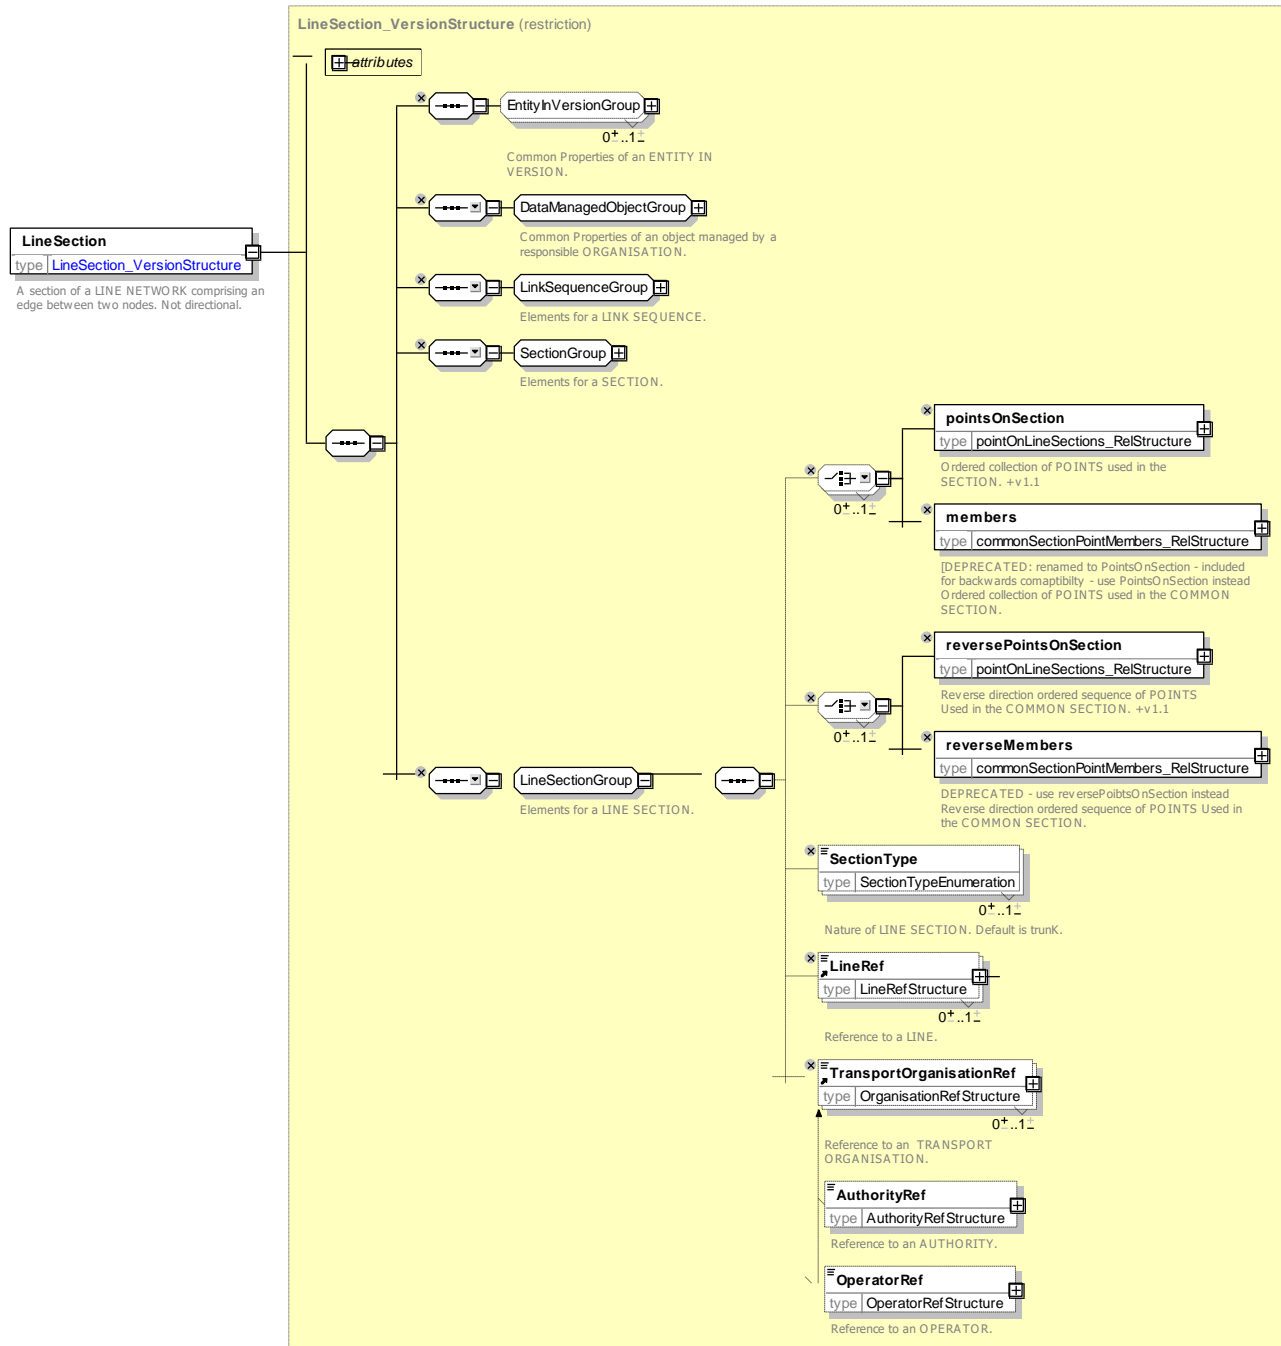 LineSection_VersionStructure (restriction)
attributes
EntityInVersionGroup
0..1
Common Properties of an ENTITY IN
VERSION.
DataManagedObjectGroup
Common Properties of an object managed by a
responsible ORGANISATION.
LineSection
type LineSection_VersionStructure
A section of a LINE NETWORK comprising an
edge between two nodes. Not directional.
LinkSequenceGroup
Elements for a LINK SEQUENCE.
SectionGroup
Elements for a SECTION.
pointsOnSection
type pointOnLineSections_RelStructure
Ordered collection of POINTS used in the
SECTION. +v1.1
0..1
members
type commonSectionPointMembers_RelStructure
[DEPRECATED: renamed to PointsOnSection - included
for backwards comaptibilty - use PointsOnSection instead
Ordered collection of POINTS used in the COMMON
SECTION.
reversePointsOnSection
type pointOnLineSections_RelStructure
Reverse direction ordered sequence of POINTS
Used in the COMMON SECTION. +v1.1
0..1
reverseMembers
type commonSectionPointMembers_RelStructure
DEPRECATED - use reversePoibtsOnSection instead
Reverse direction ordered sequence of POINTS Used in
the COMMON SECTION.
LineSectionGroup
Elements for a LINE SECTION.
SectionType
type SectionTypeEnumeration
0..1
Nature of LINE SECTION. Default is trunK.
LineRef
type LineRefStructure
0..1
Reference to a LINE.
TransportOrganisationRef
type OrganisationRefStructure
0..1
Reference to an TRANSPORT
ORGANISATION.
AuthorityRef
type AuthorityRefStructure
Reference to an AUTHORITY.
OperatorRef
type OperatorRefStructure
Reference to an OPERATOR.